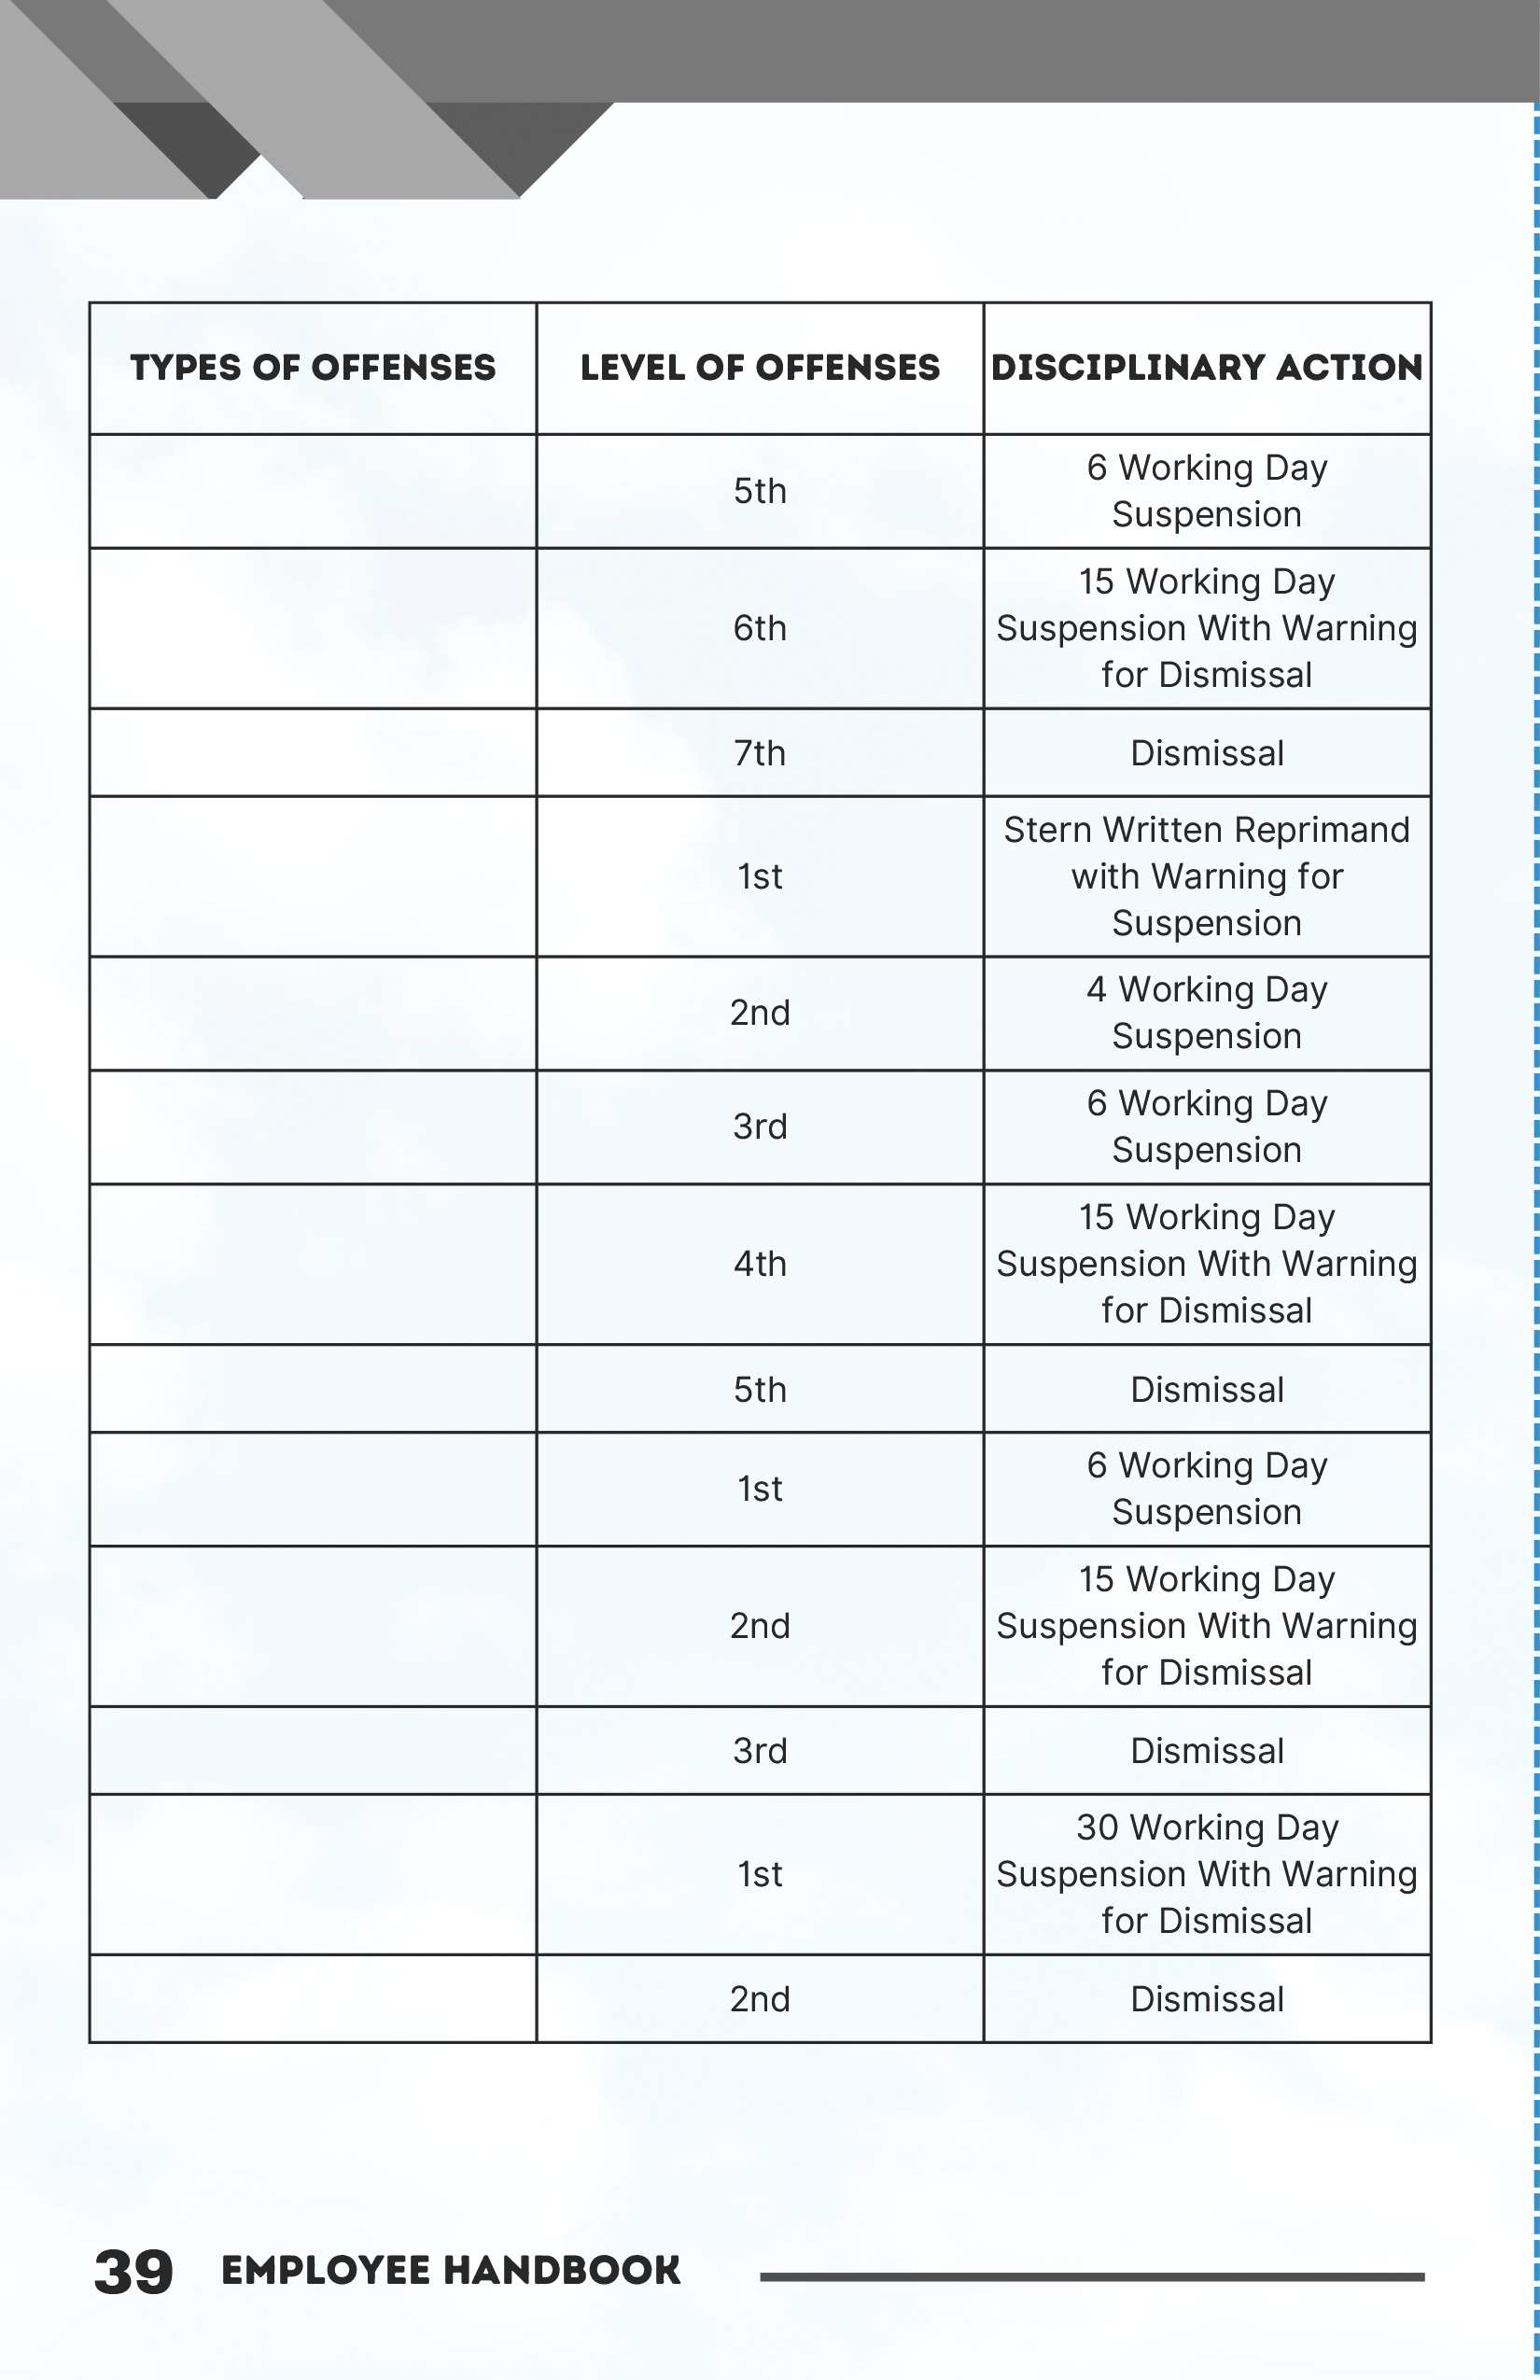 TYPES OF OFFENSES LEVEL OF OFFENSES DISCIPLINARY ACTION
5th
6 Working Day
Suspension
6th
15 Working Day
Suspension With Warning
for Dismissal
7th
Dismissal
1st
Stern Written Reprimand
with Warning for
Suspension
2nd
4 Working Day
Suspension
3rd
6 Working Day
Suspension
4th
15 Working Day
Suspension With Warning
for Dismissal
5th
Dismissal
1st
6 Working Day
Suspension
2nd
15 Working Day
Suspension With Warning
for Dismissal
3rd
Dismissal
1st
30 Working Day
Suspension With Warning
for Dismissal
2nd
Dismissal
39 EMPLOYEE HANDBOOK